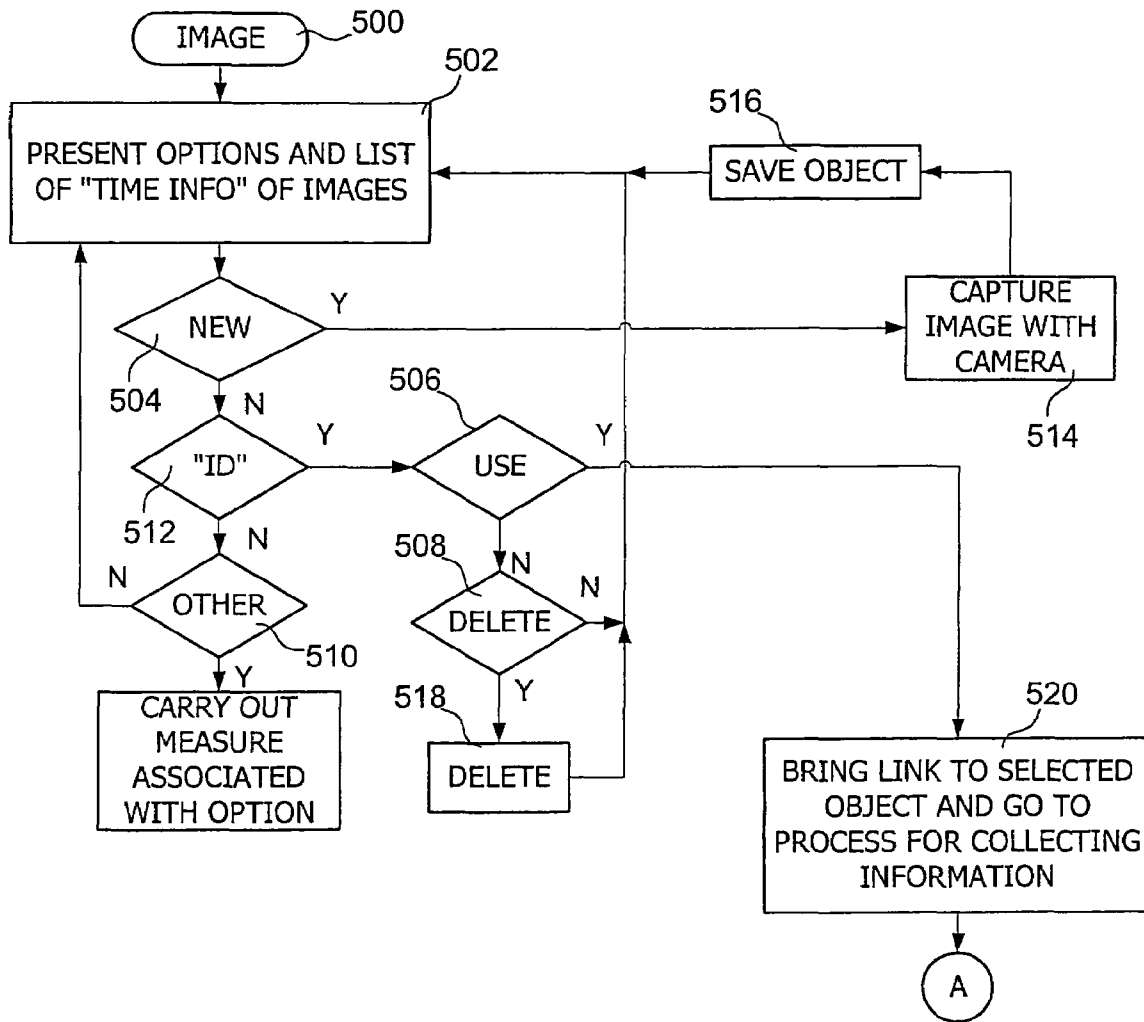 IMAGE
500
502
PRESENT OPTIONS AND LIST
OF "TIME INFO" OF IMAGES
516
SAVE OBJECT
NEW
Y
504
N
CAPTURE
IMAGE WITH
CAMERA
514
"ID"
Y
512
N
506
USE
Y
N
508
DELETE
N
Y
N
OTHER
510
Y
CARRY OUT
MEASURE
ASSOCIATED
WITH OPTION
518
DELETE
520
BRING LINK TO SELECTED
OBJECT AND GO TO
PROCESS FOR COLLECTING
INFORMATION
A